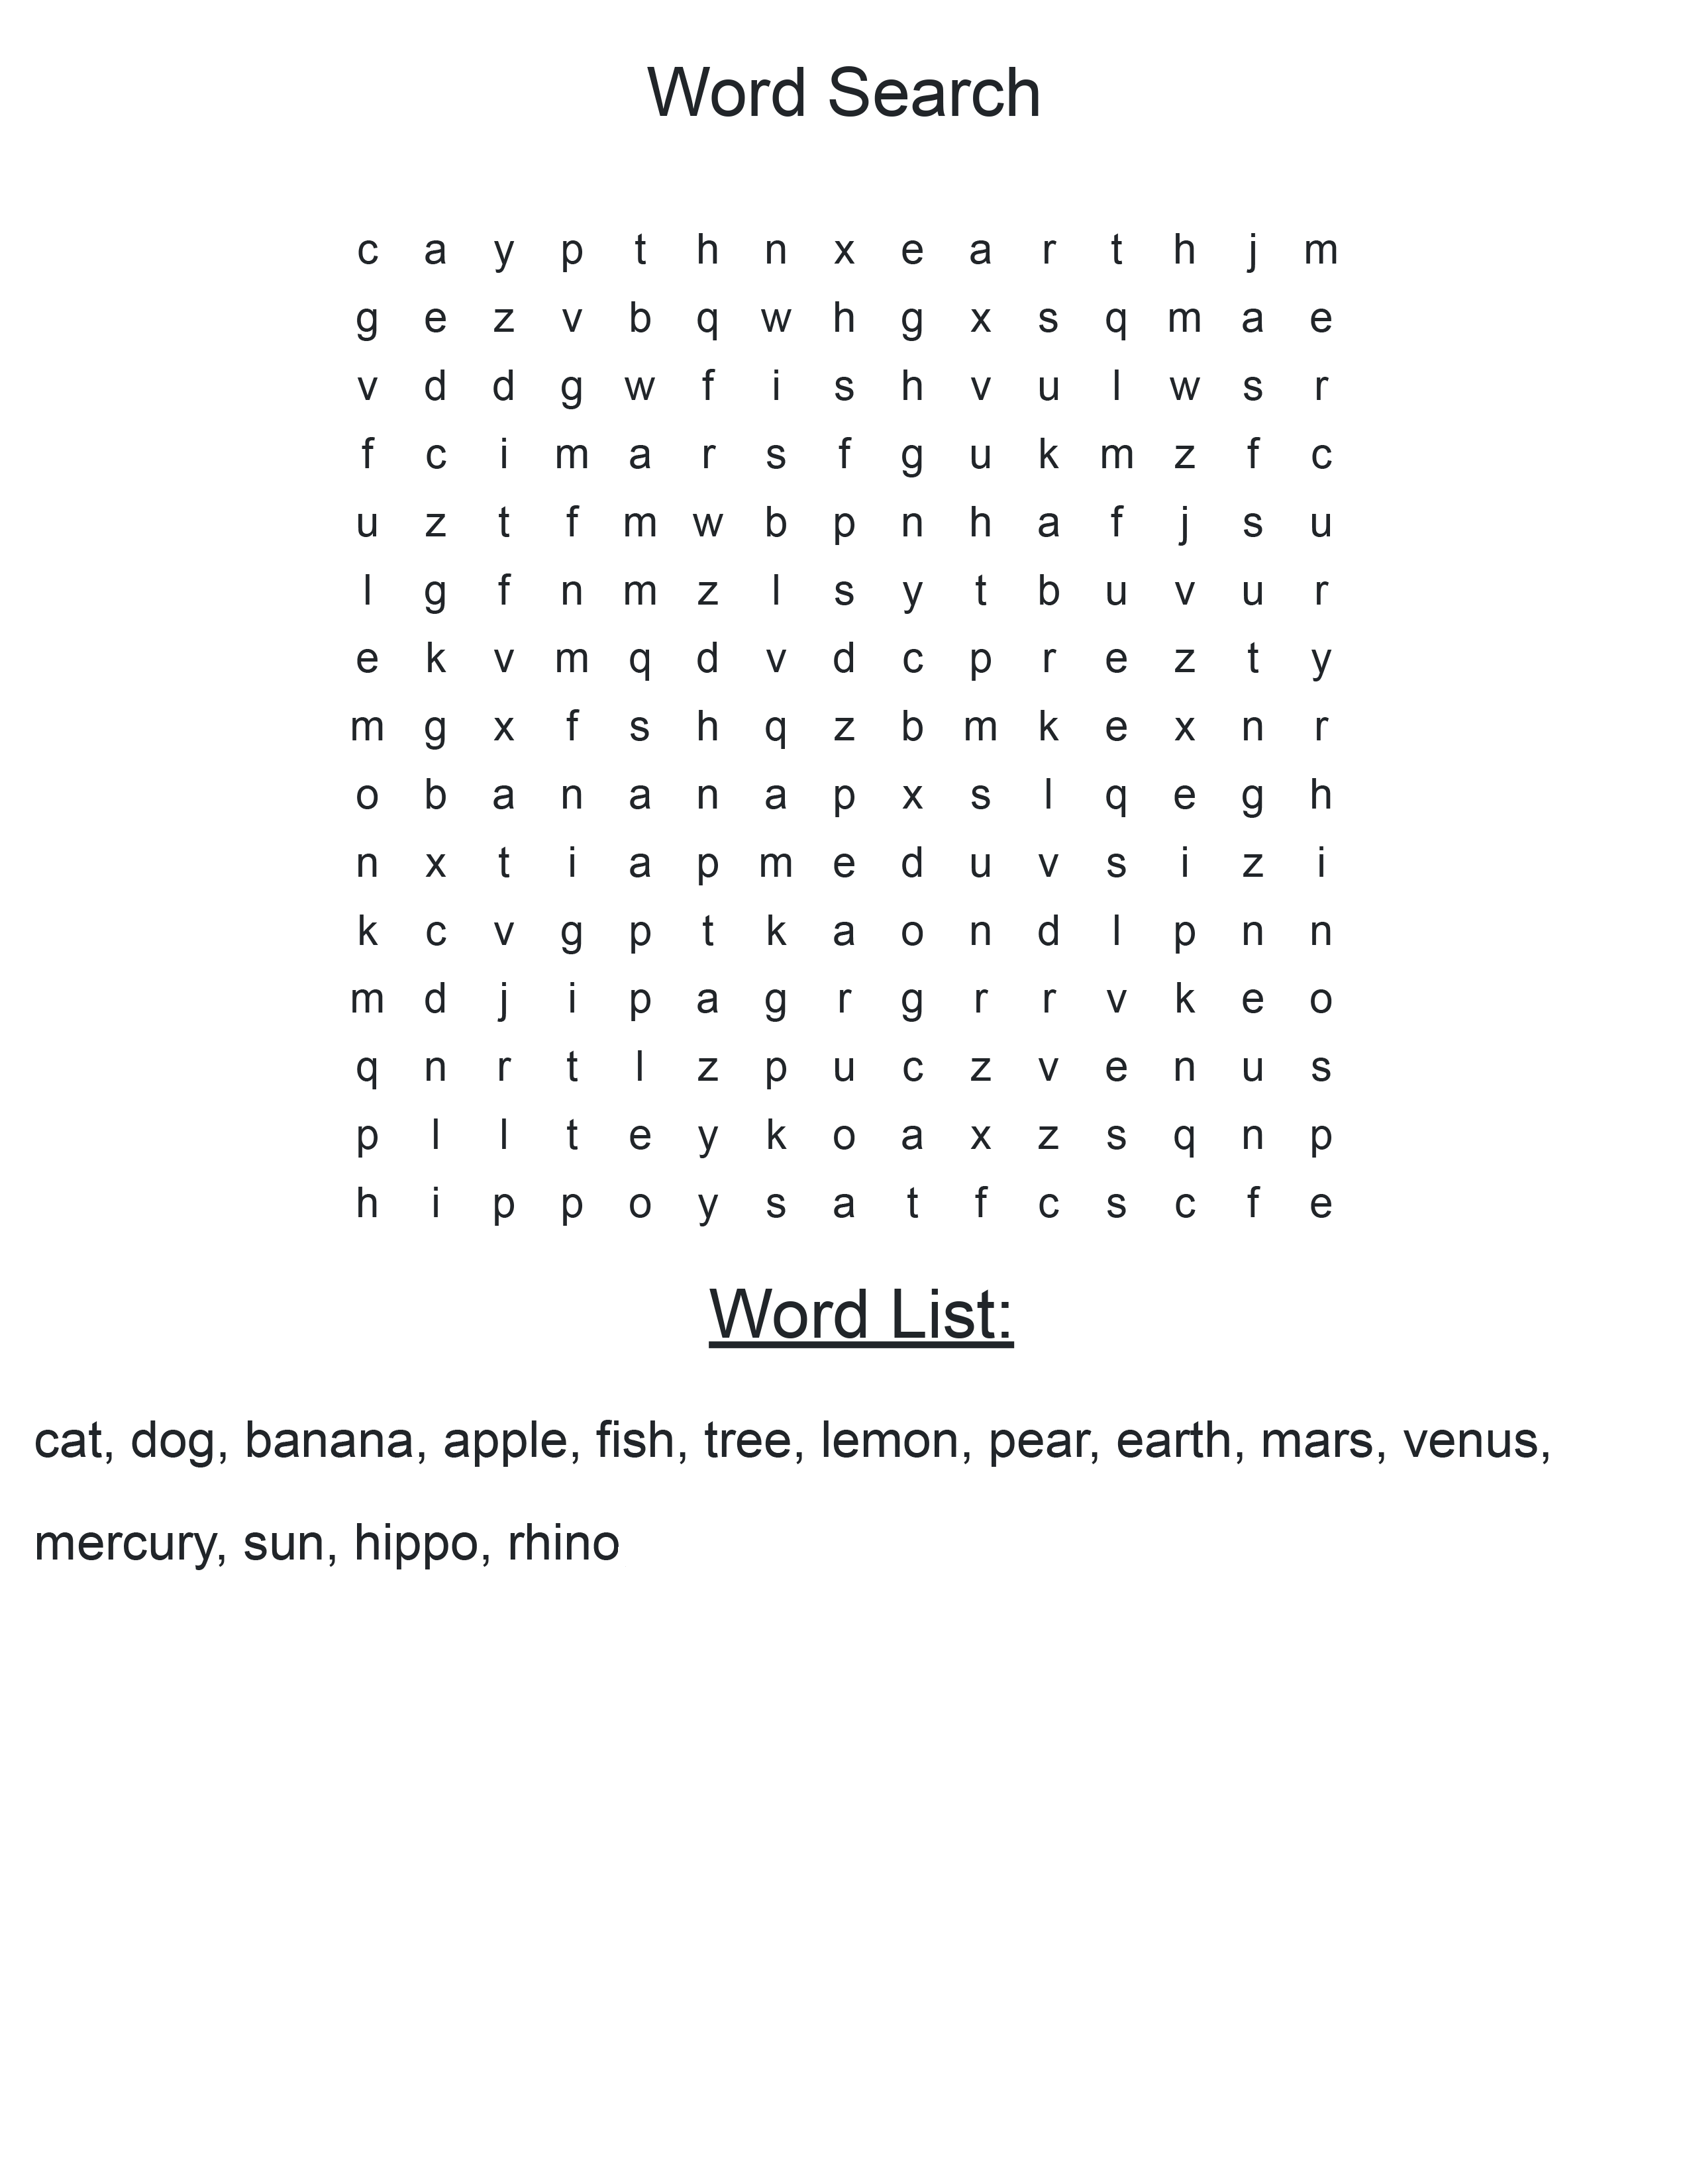 Word Search
c a y p t h n x e a r t h j m
g e z v b q w h g x s q m a e
v d d g w f i s h v u l w s r
f c i m a r s f g u k m z f c
u z t f m w b p n h a f j s u
l g f n m z l s y t b u v u r
e k v m q d v d c p r e z t y
m g x f s h q z b m k e x n r
o b a n a n a p x s l q e g h
n x t i a p m e d u v s i z i
k c v g p t k a o n d l p n n
m d j i p a g r g r r v k e o
q n r t l z p u c z v e n u s
p l l t e y k o a x z s q n p
h i p p o y s a t f c s c f e
Word List:
cat, dog, banana, apple, fish, tree, lemon, pear, earth, mars, venus,
mercury, sun, hippo, rhino